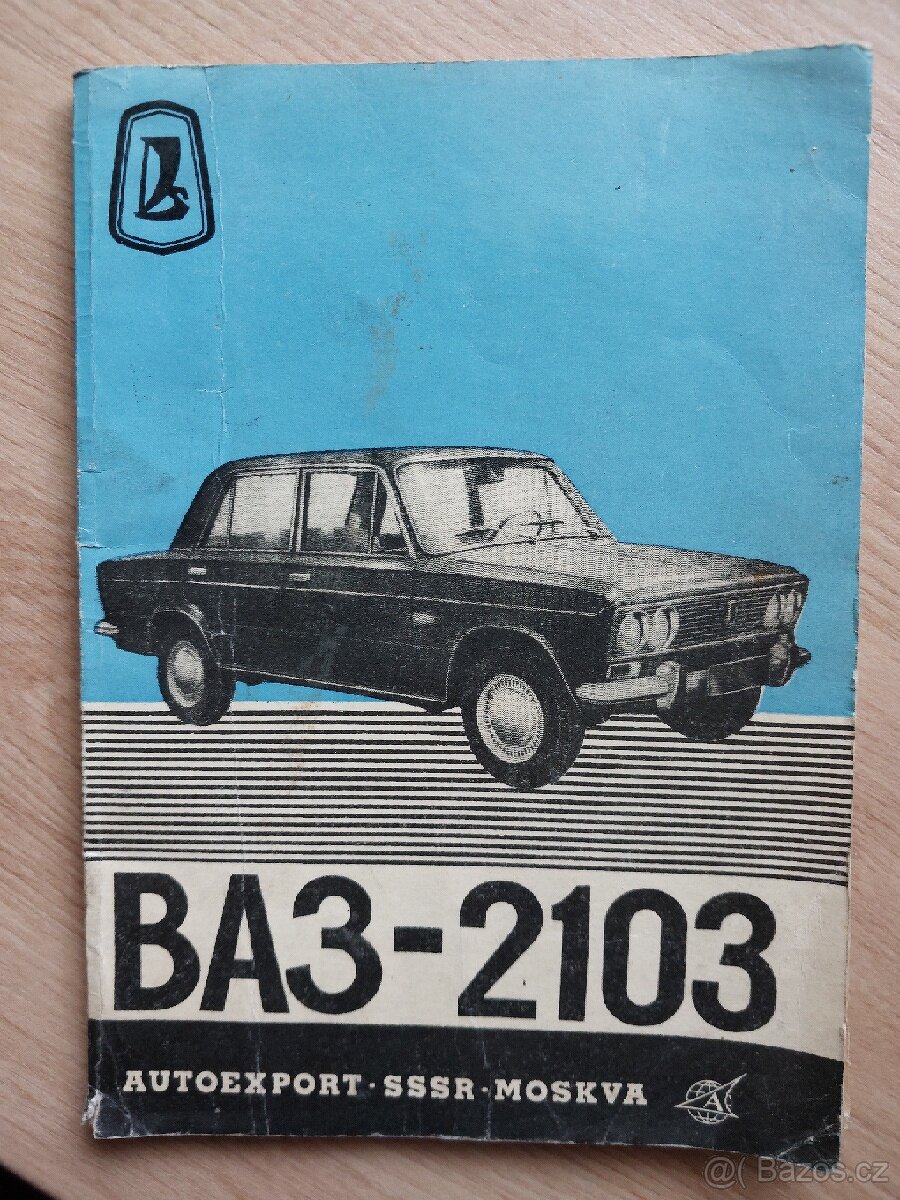 ВАЗ-2103
AUTOEXPORT·SSSR·MOSKVA
A
@( Bazos.cz